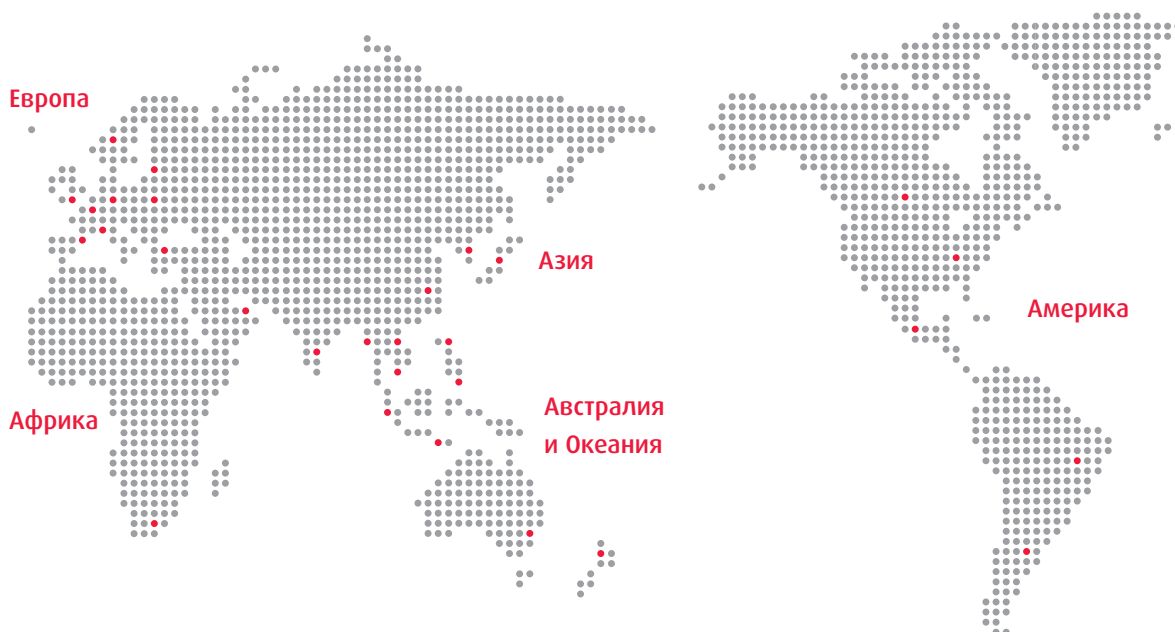 Европа
Азия
Америка
Африка
Австралия
и Океания